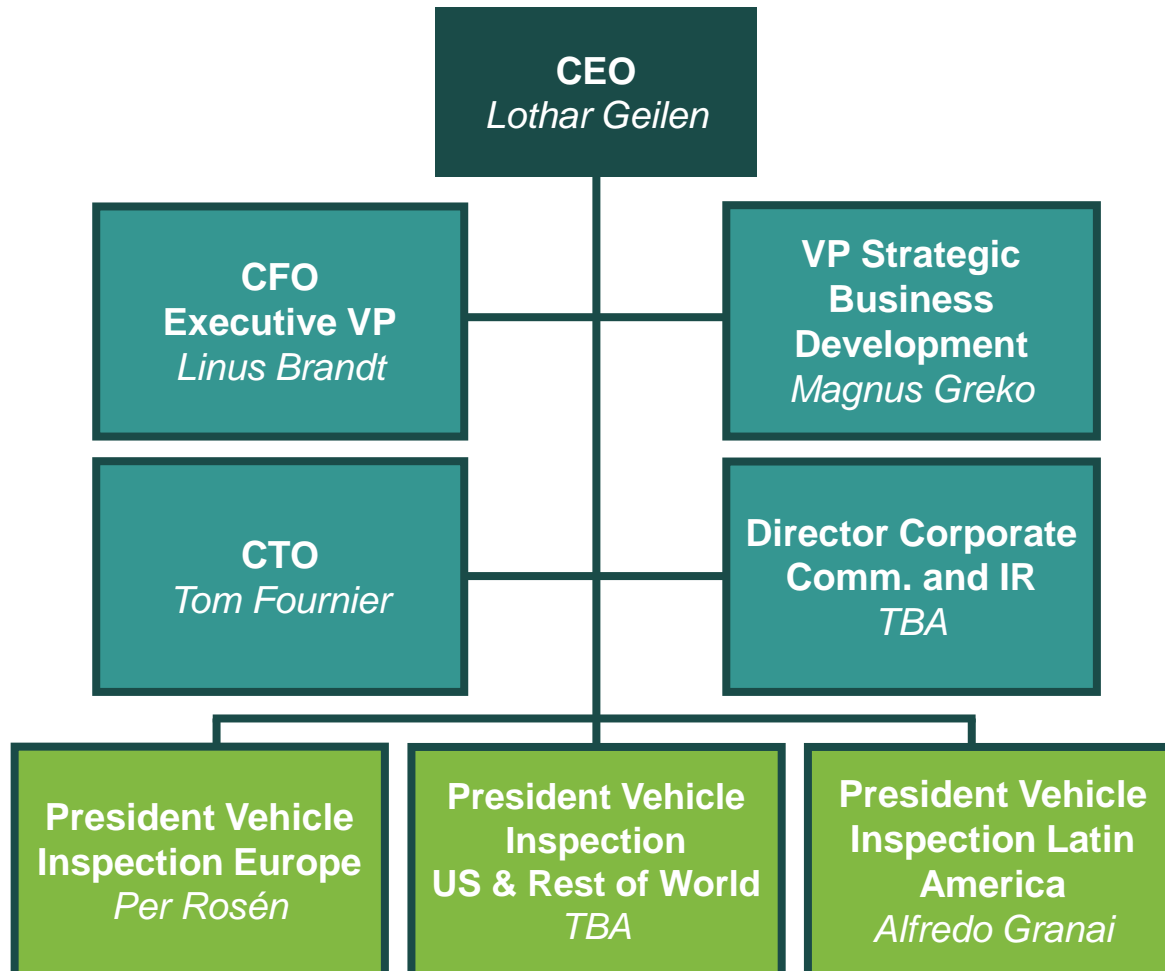 CEO
Lothar Geilen
CFO
Executive VP
Linus Brandt
VP Strategic
Business
Development
Magnus Greko
CTO
Tom Fournier
Director Corporate
Comm. and IR
TBA
President Vehicle
Inspection Europe
Per Rosén
President Vehicle
Inspection
US & Rest of World
TBA
President Vehicle
Inspection Latin
America
Alfredo Granai